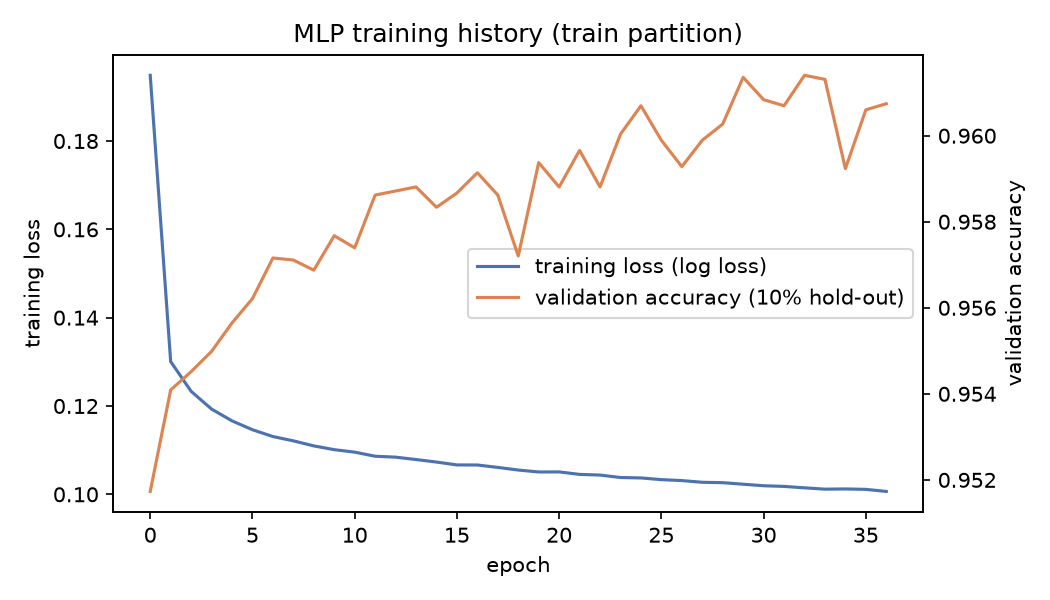 MLP training history (train partition)
training loss
0.18
0.16
0.14
0.12
0.10
0.960
0.958
0.956
0.954
0.952
validation accuracy
training loss (log loss)
validation accuracy (10% hold-out)
0 5 10 15 20 25 30 35
epoch